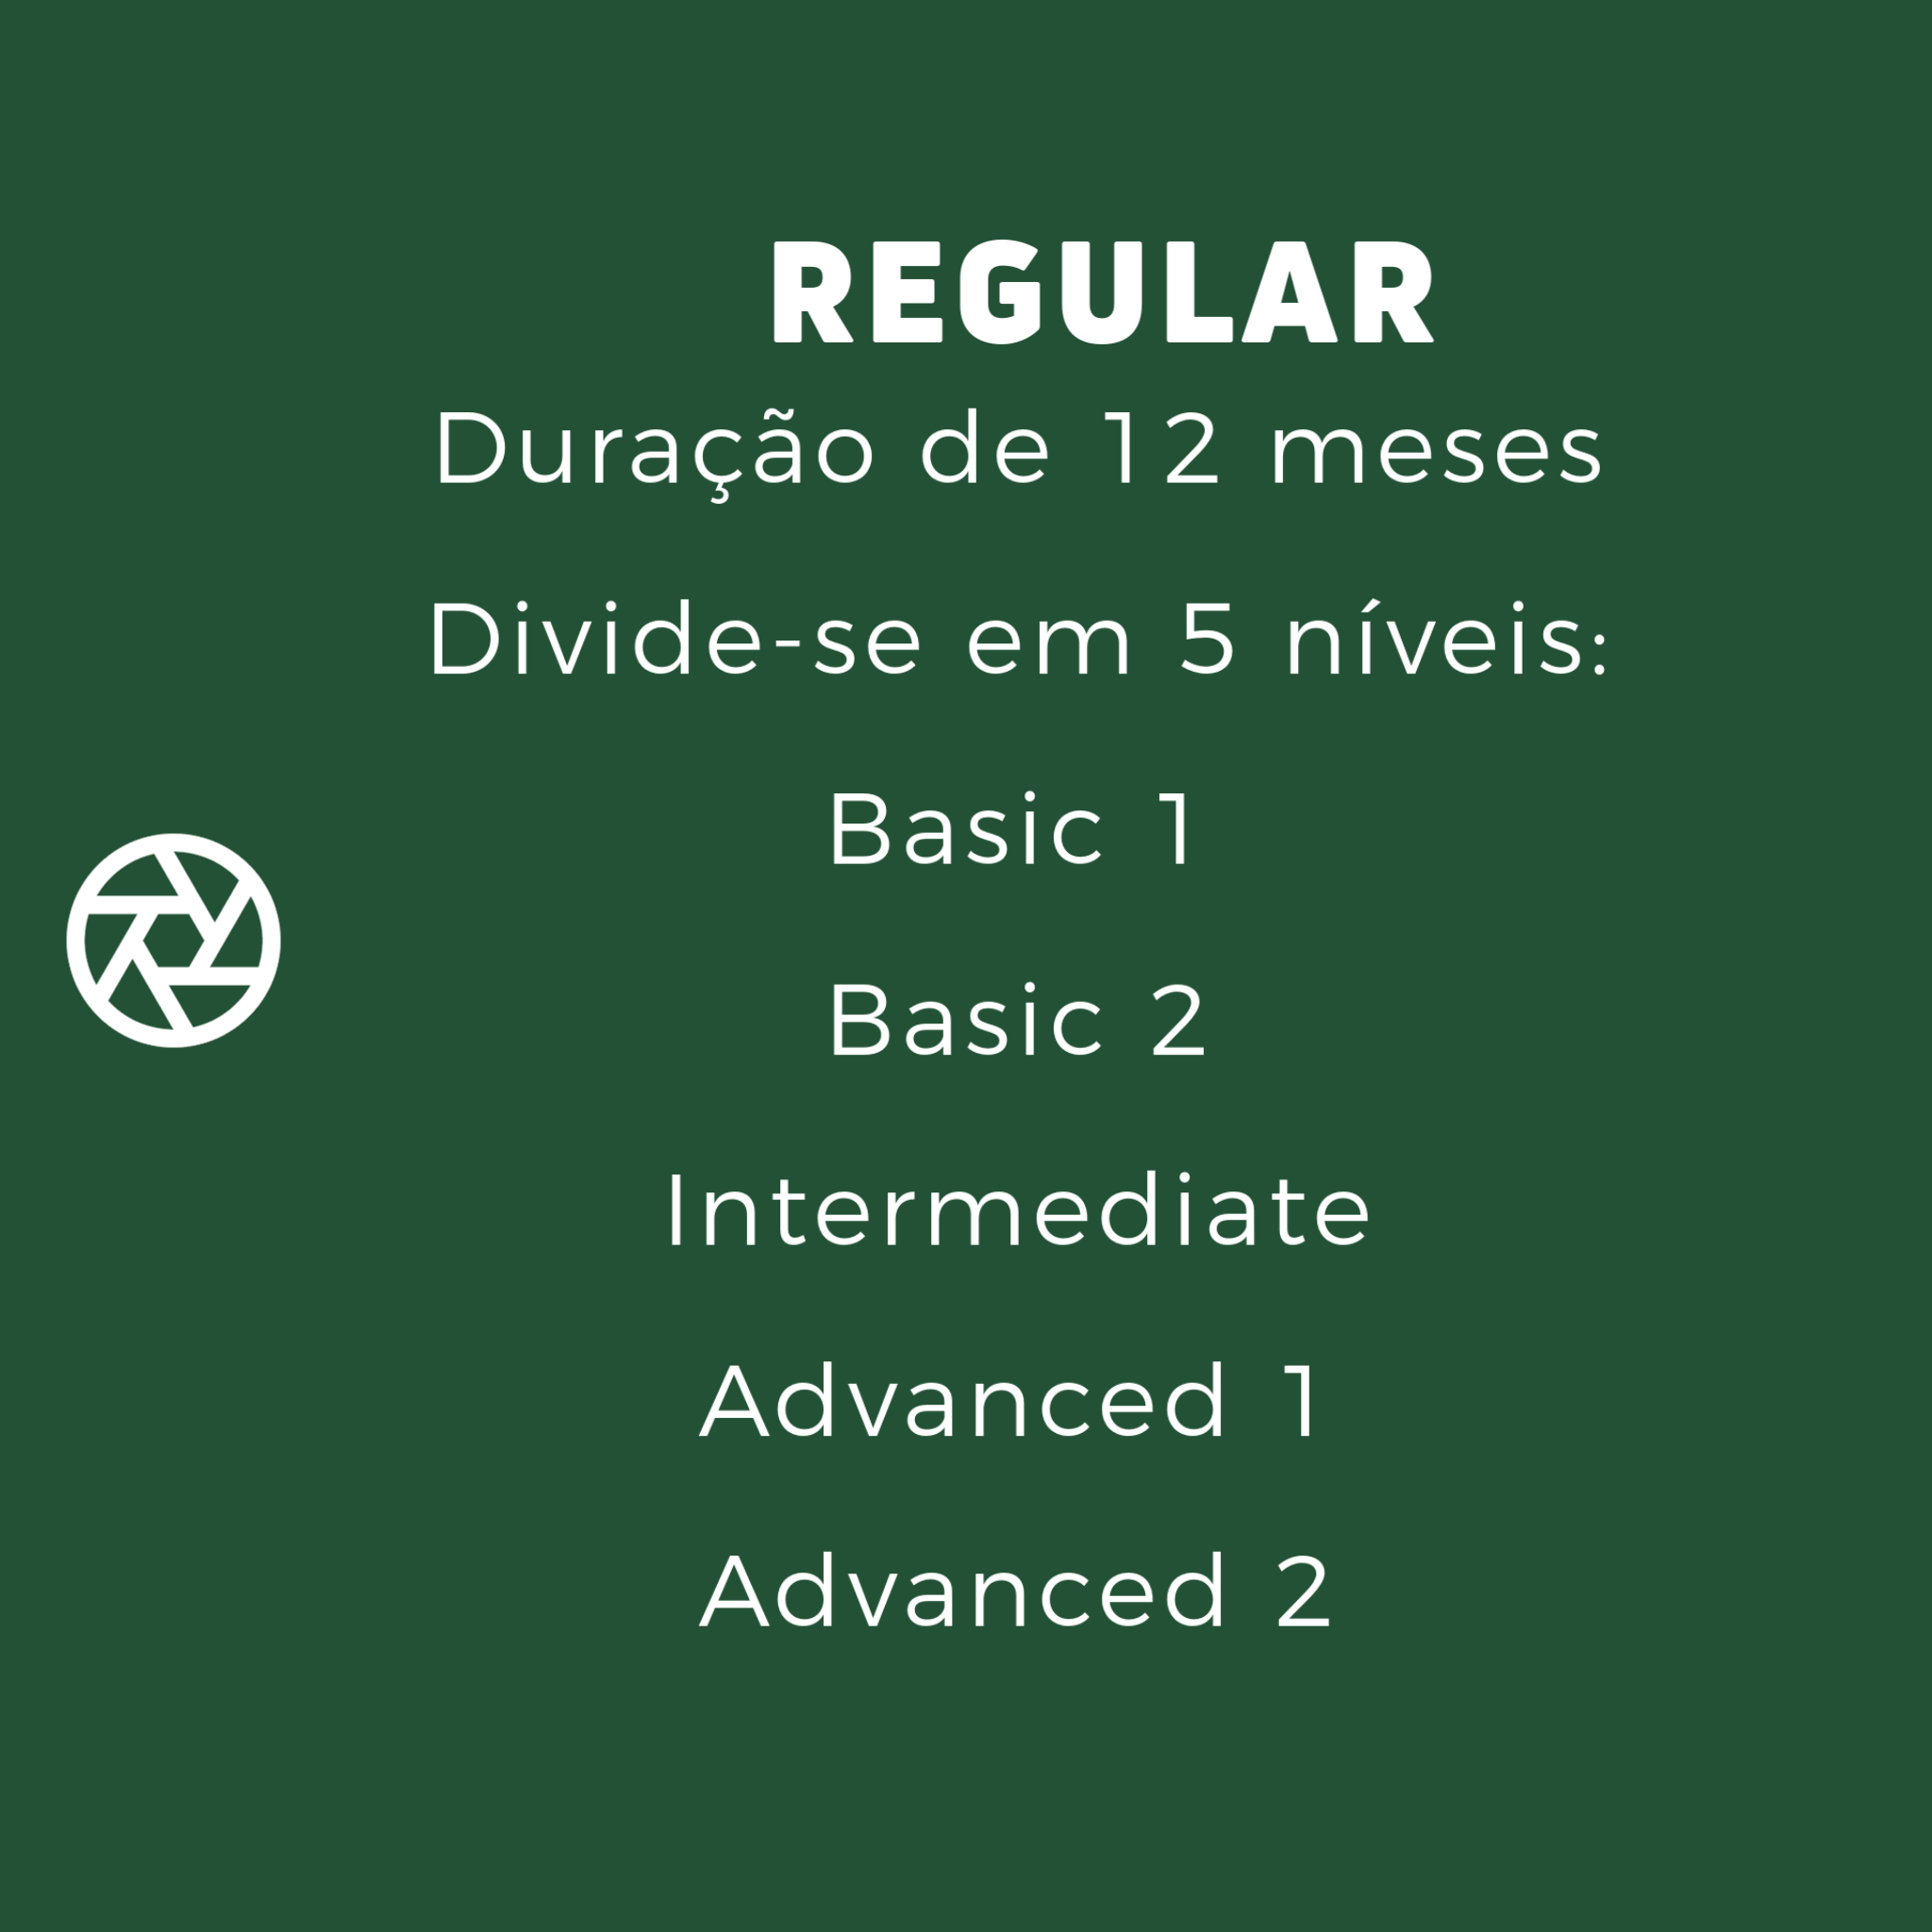 REGULAR
Duração de 12 meses
Divide-se em 5 níveis:
Basic 1
Basic 2
Intermediate
Advanced 1
Advanced 2